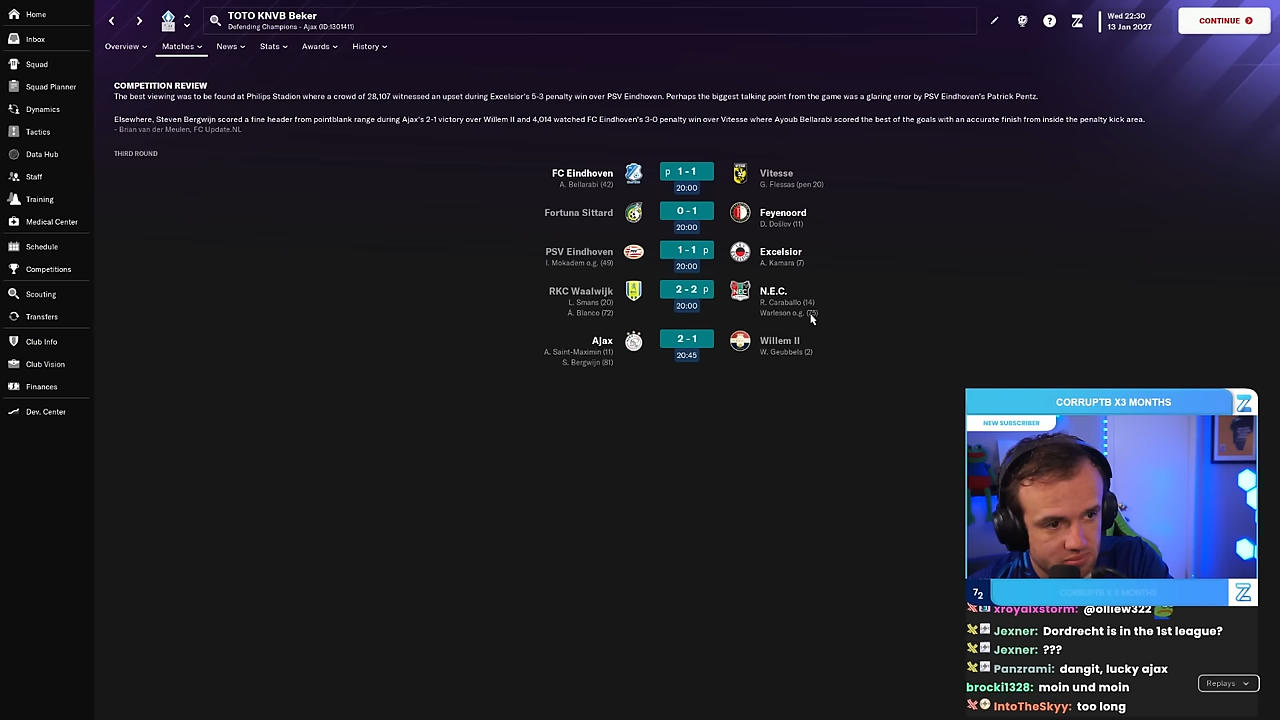 Home
Inbox
Squad
Squad Planner
Dynamics
Tactics
Data Hub
Staff
Training
Medical Center
Schedule
Competitions
Scouting
Transfers
Club Info
Club Vision
Finances
Dev. Center
TOTO KNVB Beker
Defending Champions - Ajax (ID:1301411)
Wed 22:30
13 Jan 2027
CONTINUE
Overview
Matches
News
Stats
Awards
History
COMPETITION REVIEW
The best viewing was to be found at Philips Stadion where a crowd of 28,107 witnessed an upset during Excelsior's 5-3 penalty win over PSV Eindhoven. Perhaps the biggest talking point from the game was a glaring error by PSV Eindhoven's Patrick Pentz.
Elsewhere, Steven Bergwijn scored a fine header from pointblank range during Ajax's 2-1 victory over Willem II and 4,014 watched FC Eindhoven's 3-0 penalty win over Vitesse where Ayoub Bellarabi scored the best of the goals with an accurate finish from inside the penalty kick area.
- Brian van der Meulen, FC Update.NL
THIRD ROUND
FC Eindhoven p 1 - 1 Vitesse
A. Bellarabi (42) 20:00 G. Flessas (pen 20)
Fortuna Sittard 0 - 1 Feyenoord
20:00 D. Došlov (11)
PSV Eindhoven 1 - 1 p Excelsior
I. Mokadem o.g. (49) 20:00 A. Kamara (7)
RKC Waalwijk 2 - 2 p N.E.C.
L. Smans (20) 20:00 R. Caraballo (14)
Á. Blanco (72) Warleson o.g. (75)
Ajax 2 - 1 Willem II
A. Saint-Maximin (11) 20:45 W. Geubbels (2)
S. Bergwijn (81)
CORRUPTB X3 MONTHS
NEW SUBSCRIBER
72
CORRUPTB X 3 MONTHS
xroyalxstorm: @olliew322
Jexner: Dordrecht is in the 1st league?
Jexner: ???
Panzrami: dangit, lucky ajax
brocki1328: moin und moin
IntoTheSkyy: too long
Replays